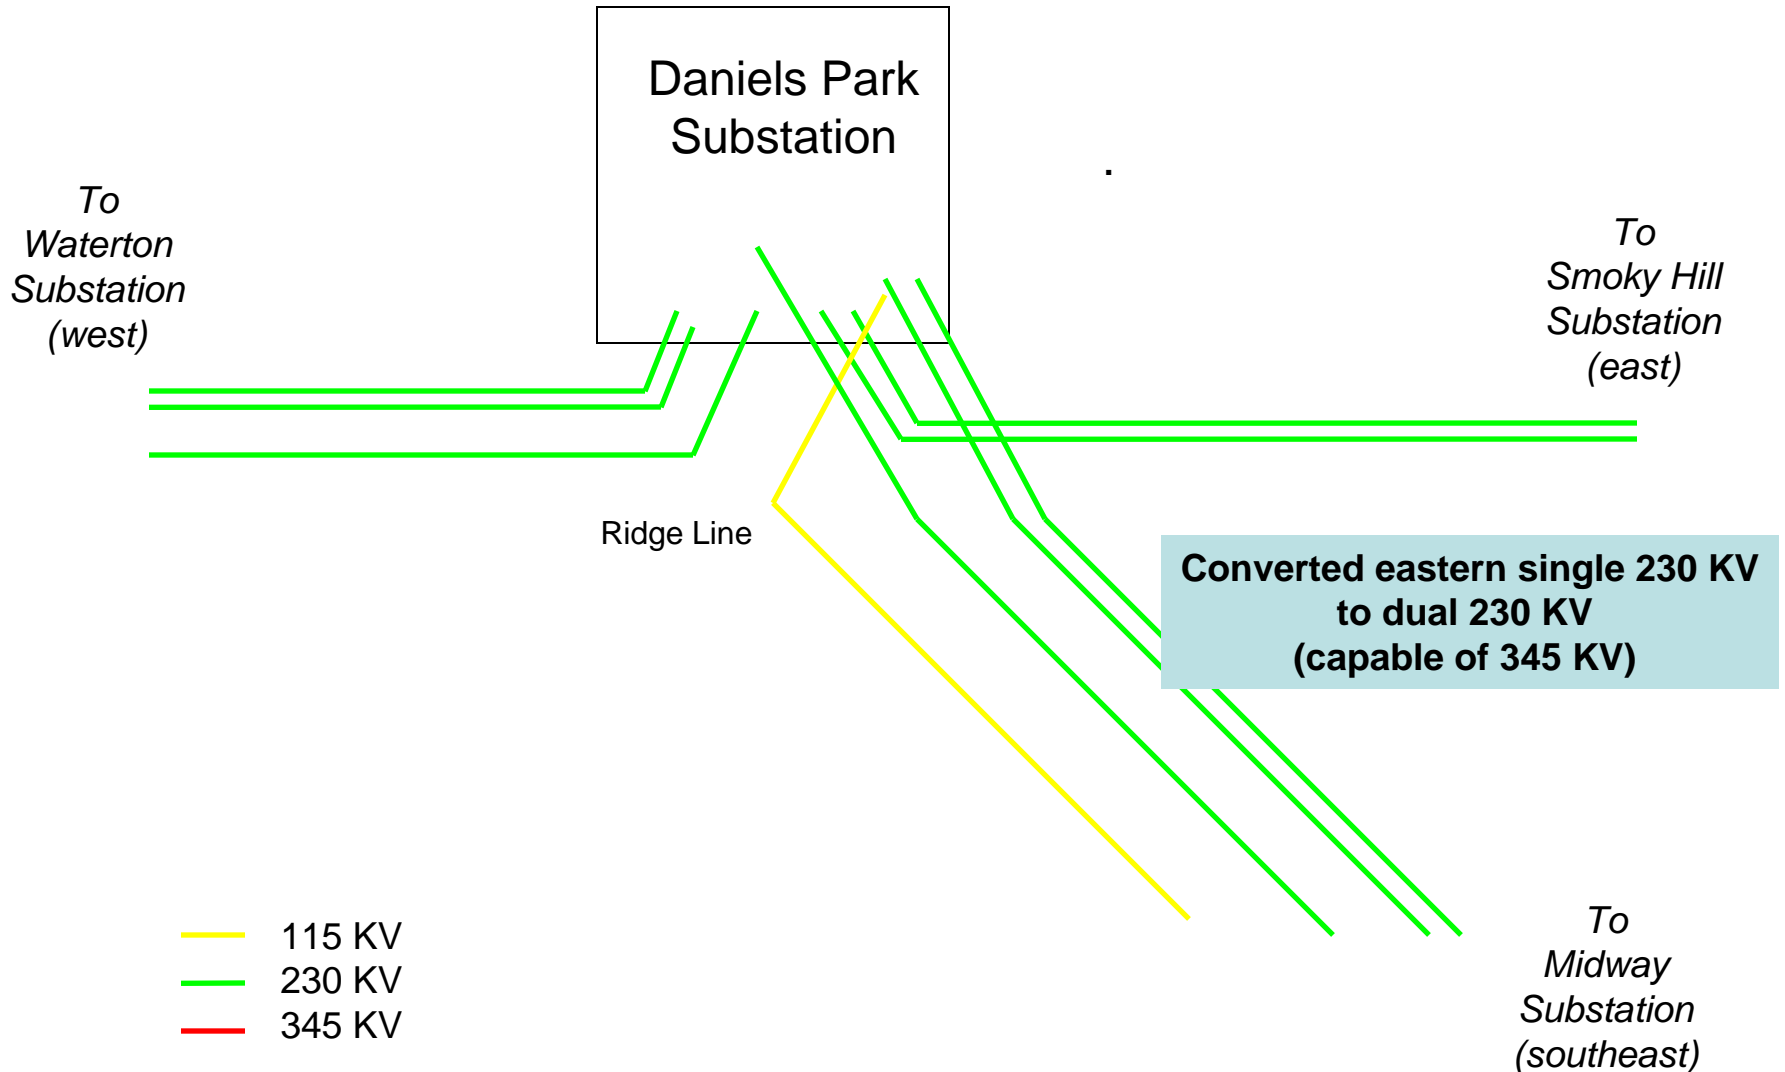 Daniels Park
Substation
.
To
Waterton
Substation
(west)
To
Smoky Hill
Substation
(east)
Ridge Line
Converted eastern single 230 KV
to dual 230 KV
(capable of 345 KV)
115 KV
230 KV
345 KV
To
Midway
Substation
(southeast)